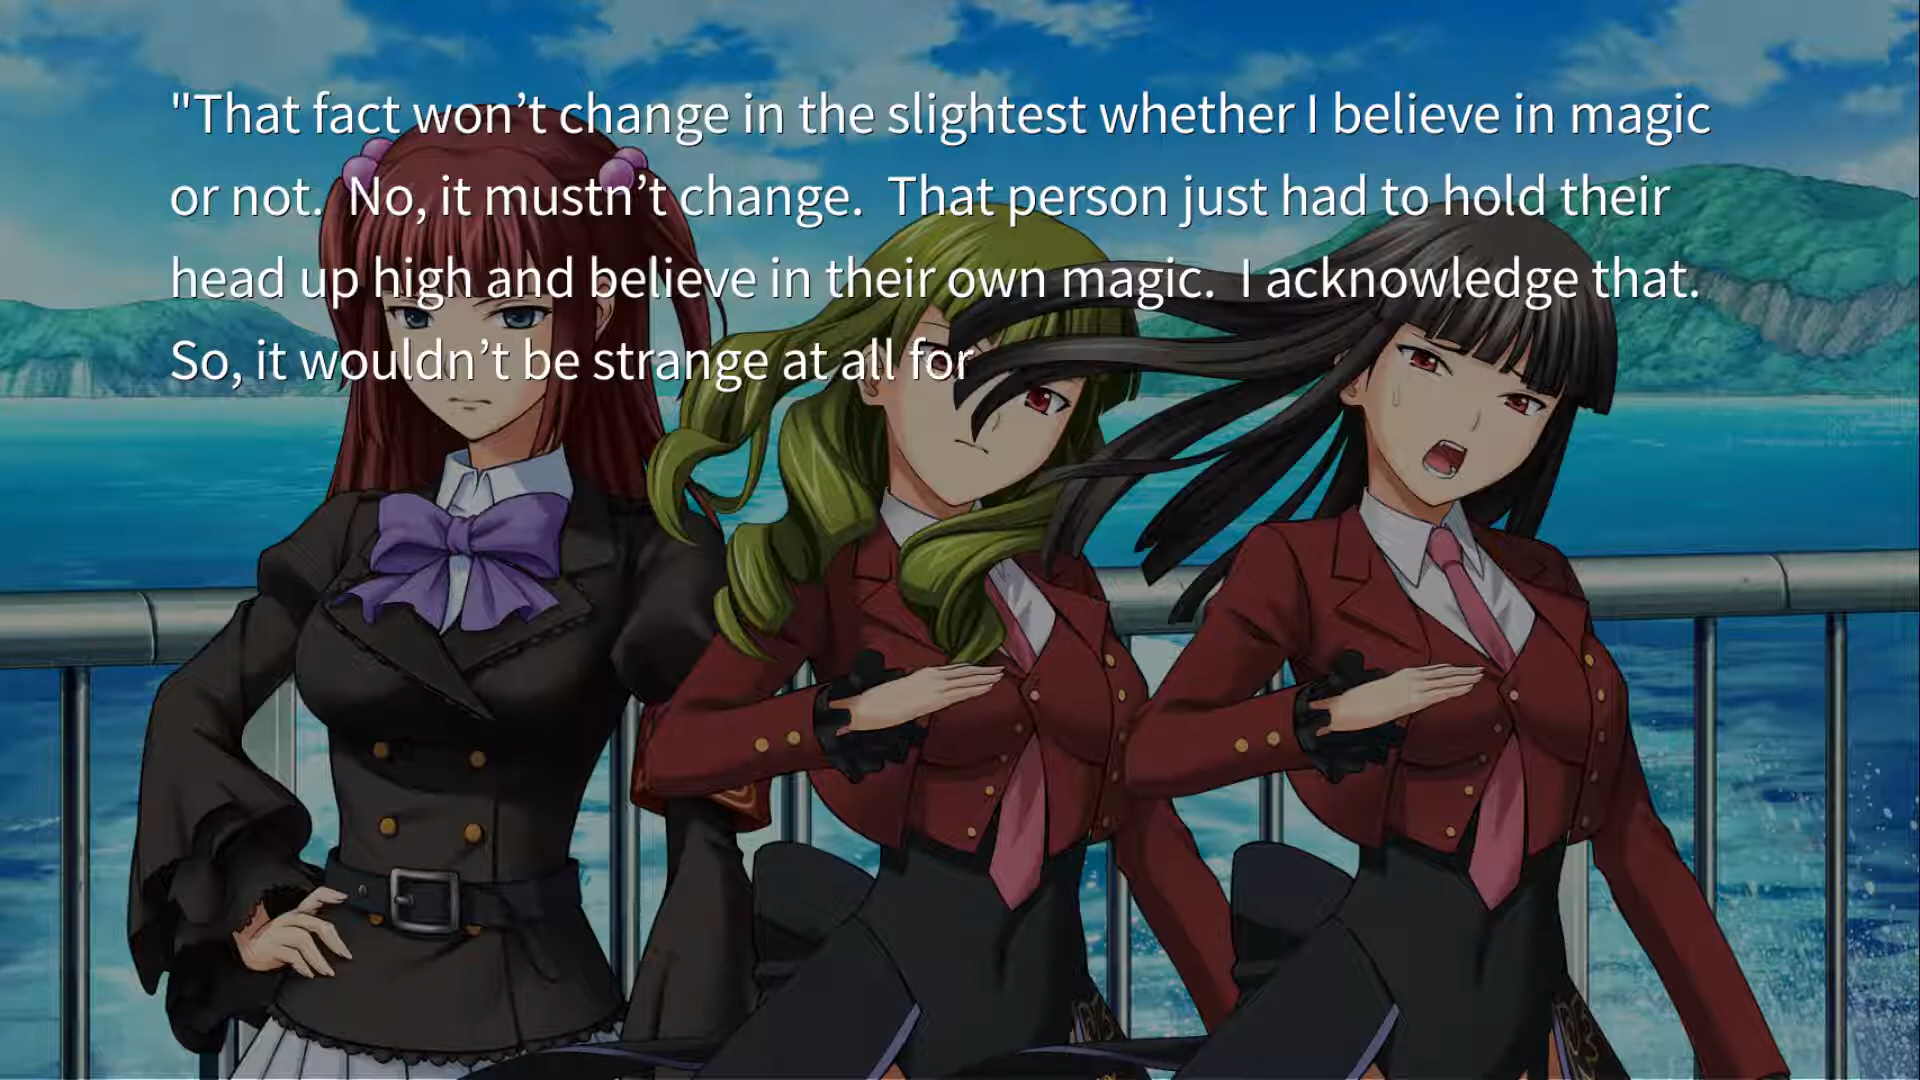 "That fact won’t change in the slightest whether I believe in magic
or not.  No, it mustn’t change.  That person just had to hold their
head up high and believe in their own magic.  I acknowledge that.
So, it wouldn’t be strange at all for